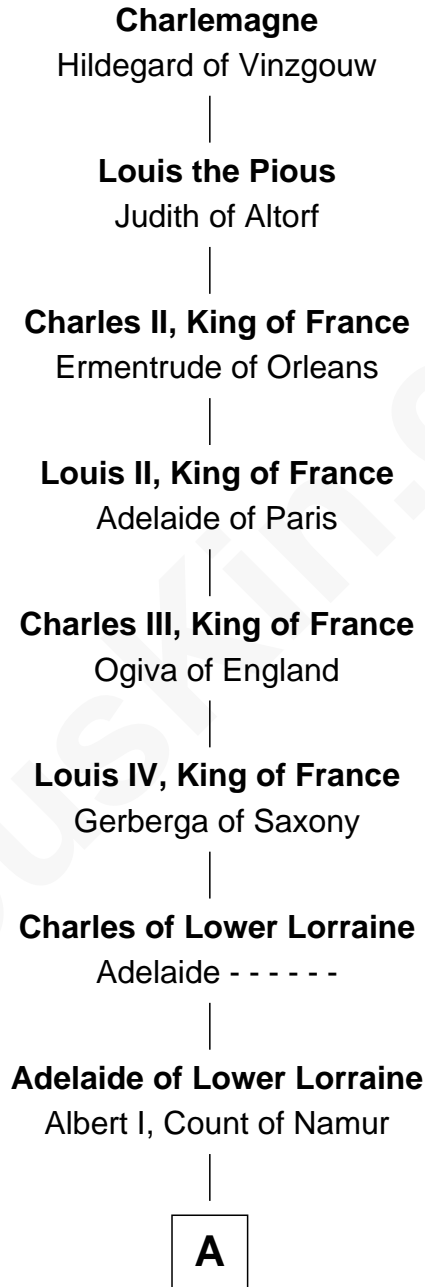 Charlemagne
Hildegard of Vinzgouw
Louis the Pious
Judith of Altorf
Charles II, King of France
Ermentrude of Orleans
Louis II, King of France
Adelaide of Paris
Charles III, King of France
Ogiva of England
Louis IV, King of France
Gerberga of Saxony
Charles of Lower Lorraine
Adelaide - - - - - -
Adelaide of Lower Lorraine
Albert I, Count of Namur
A